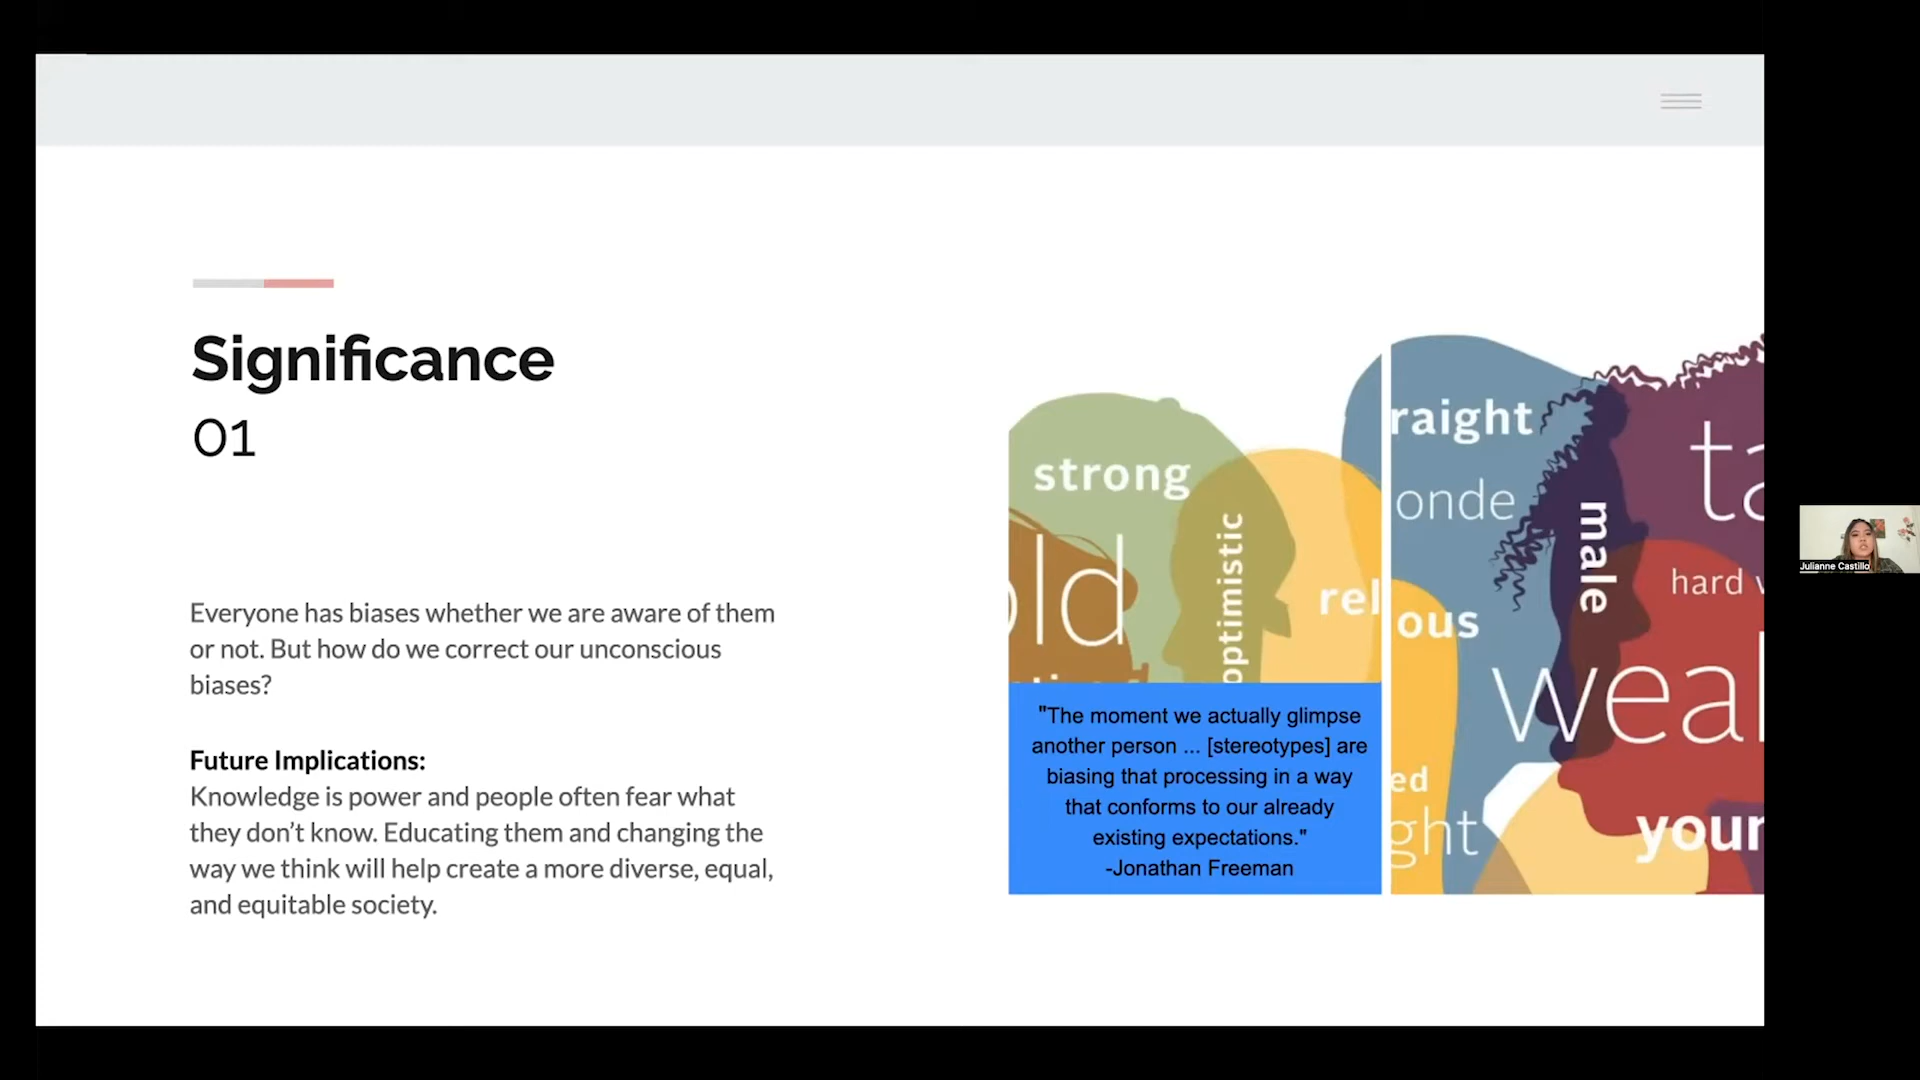 Significance
01
Everyone has biases whether we are aware of them
or not. But how do we correct our unconscious
biases?
Future Implications:
Knowledge is power and people often fear what
they don’t know. Educating them and changing the
way we think will help create a more diverse, equal,
and equitable society.
strong
old
optimistic
rel
"The moment we actually glimpse
another person ... [stereotypes] are
biasing that processing in a way
that conforms to our already
existing expectations."
-Jonathan Freeman
raight
onde
ous
male
ta
hard w
weal
ed
ght
your
Julianne Castillo